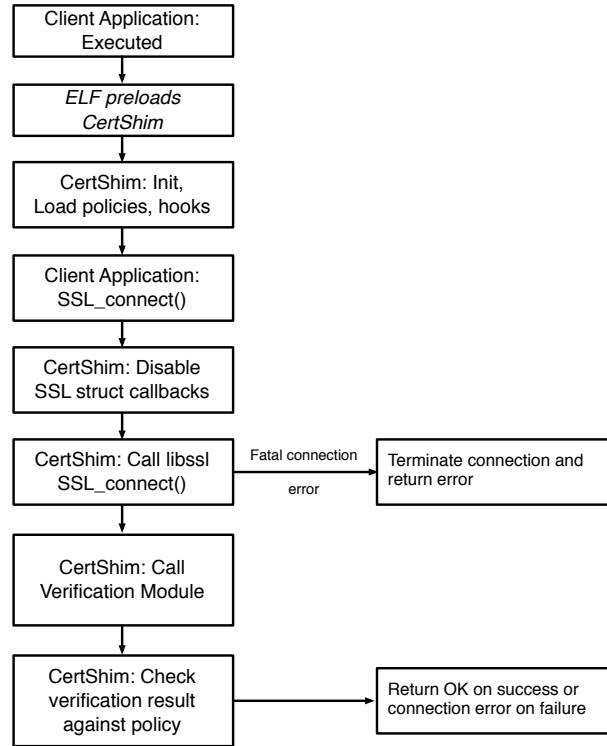 Client Application:
Executed
ELF preloads
CertShim
CertShim: Init,
Load policies, hooks
Client Application:
SSL_connect()
CertShim: Disable
SSL struct callbacks
CertShim: Call libssl
SSL_connect()
Fatal connection
error
Terminate connection and
return error
CertShim: Call
Verification Module
CertShim: Check
verification result
against policy
Return OK on success or
connection error on failure